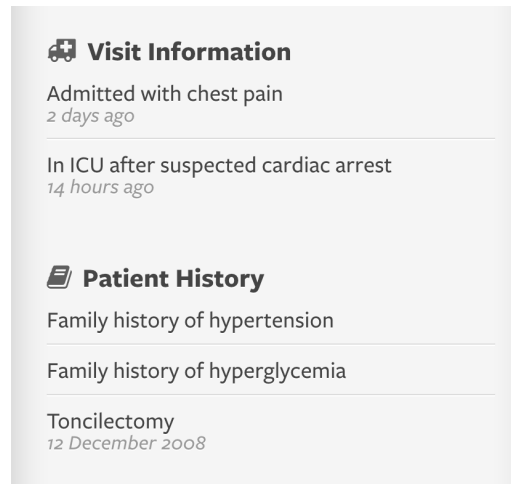 Visit Information
Admitted with chest pain
2 days ago
In ICU after suspected cardiac arrest
14 hours ago
Patient History
Family history of hypertension
Family history of hyperglycemia
Toncilectomy
12 December 2008